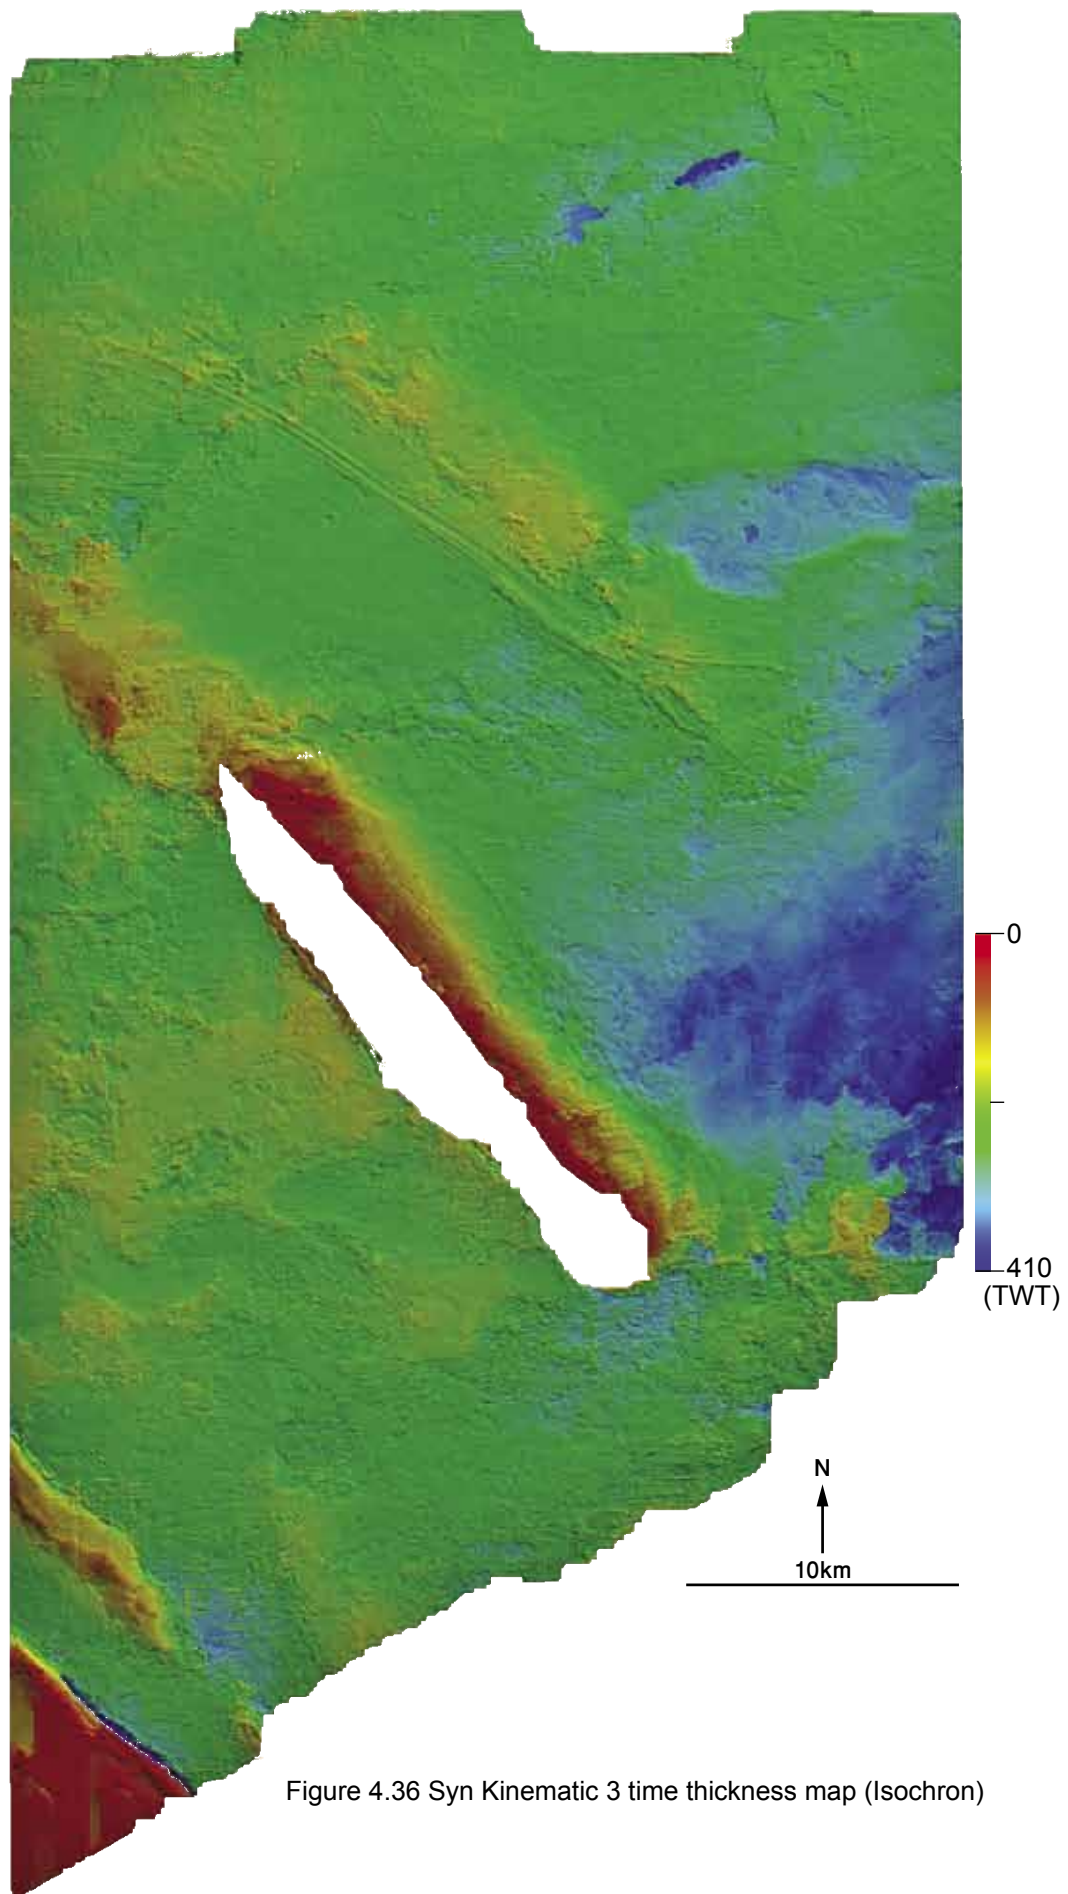 0
410
(TWT)
N
10km
Figure 4.36 Syn Kinematic 3 time thickness map (Isochron)